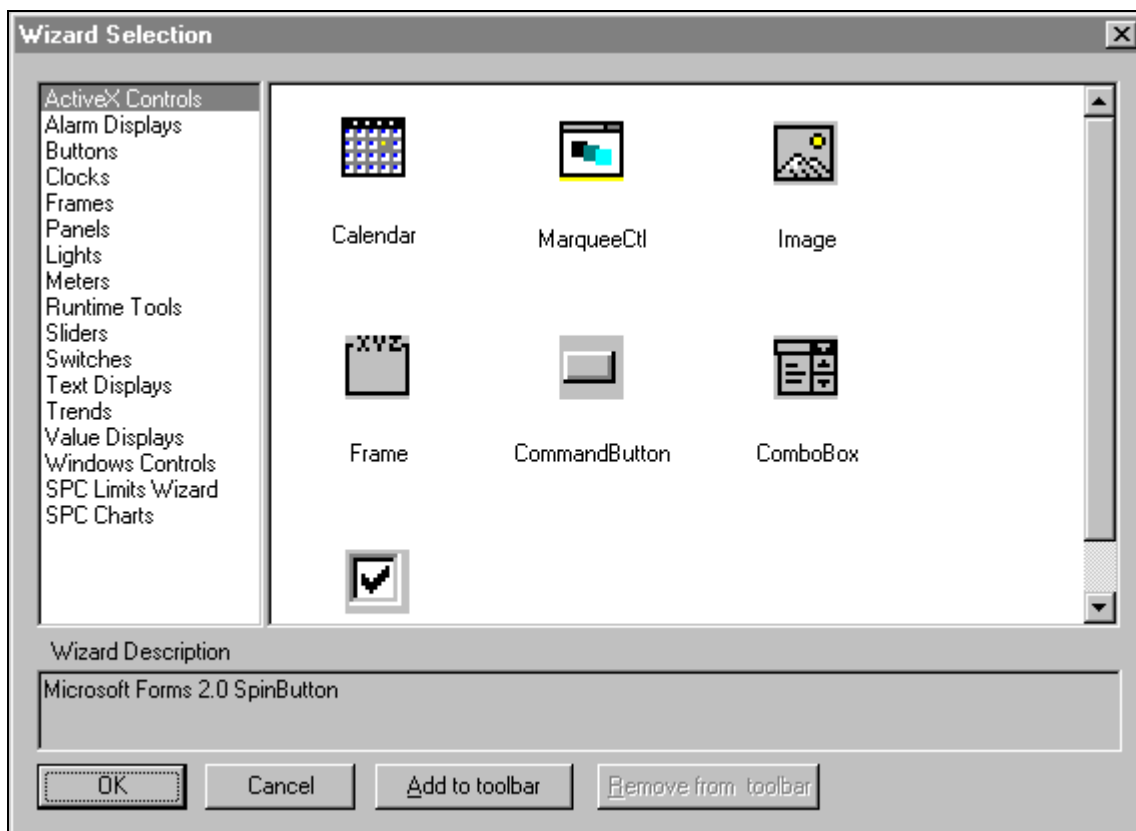 Wizard Selection
ActiveX Controls
Alarm Displays
Buttons
Clocks
Frames
Panels
Lights
Meters
Runtime Tools
Sliders
Switches
Text Displays
Trends
Value Displays
Windows Controls
SPC Limits Wizard
SPC Charts
Calendar MarqueeCtl Image
XYZ
Frame CommandButton ComboBox
Wizard Description
Microsoft Forms 2.0 SpinButton
OK Cancel Add to toolbar Remove from toolbar